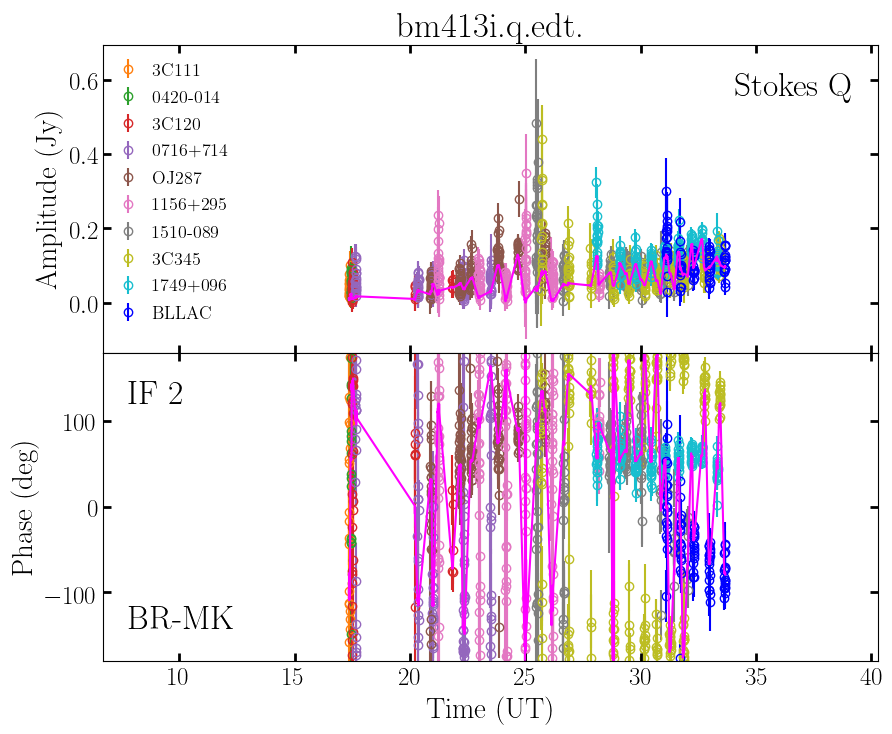 bm413i.q.edt.
Stokes Q
Amplitude (Jy)
0.6
0.4
0.2
0.0
3C111
0420-014
3C120
0716+714
OJ287
1156+295
1510-089
3C345
1749+096
BLLAC
IF 2
BR-MK
Phase (deg)
100
0
−100
10 15 20 25 30 35 40
Time (UT)